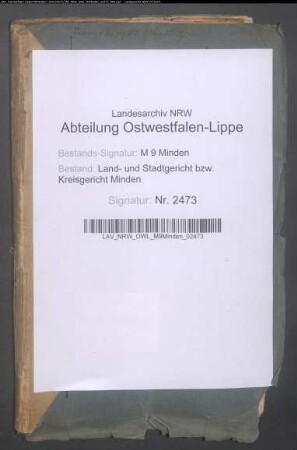 Landesarchiv NRW
Abteilung Ostwestfalen-Lippe
Bestands-Signatur: M 9 Minden
Bestand: Land- und Stadtgericht bzw.
Kreisgericht Minden
Signatur: Nr. 2473
LAV_NRW_OWL_M9Minden_02473